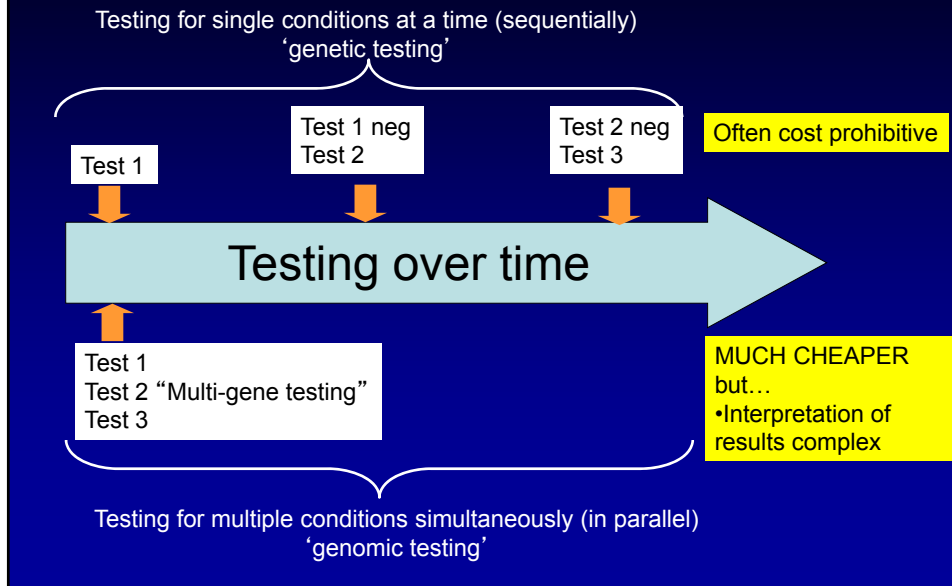 Testing for single conditions at a time (sequentially)
‘genetic testing’
Test 1
Test 1 neg
Test 2
Test 2 neg
Test 3
Often cost prohibitive
Testing over time
Test 1
Test 2 “Multi-gene testing”
Test 3
MUCH CHEAPER
but…
•Interpretation of
results complex
Testing for multiple conditions simultaneously (in parallel)
‘genomic testing’